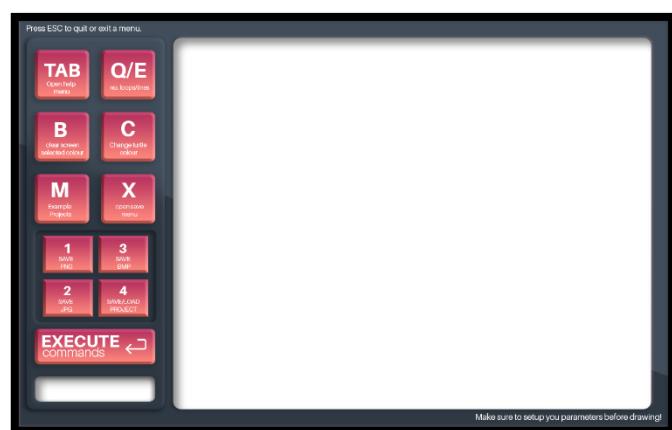 Press ESC to quit or exit a menu.
TAB
Open help
menu
Q/E
no. loops/lines
B
clear screen
selected colour
C
Change turtle
colour
M
Example
Projects
X
open save
menu
1
SAVE
PNG
3
SAVE
BMP
2
SAVE
JPG
4
SAVE/LOAD
PROJECT
EXECUTE
commands
Make sure to setup you parameters before drawing!